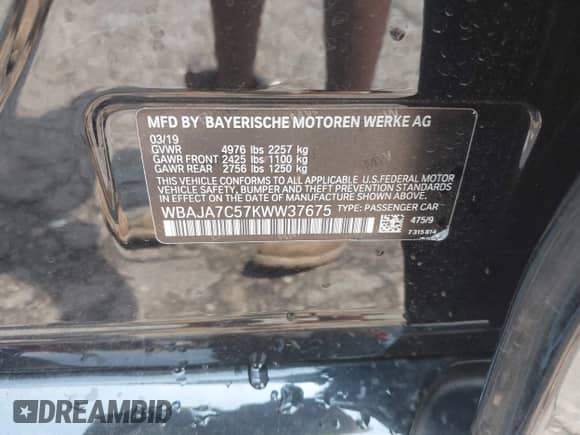 MFD BY BAYERISCHE MOTOREN WERKE AG
03/19
GVWR 4976 lbs 2257 kg
GAWR FRONT 2425 lbs 1100 kg
GAWR REAR 2756 lbs 1250 kg
THIS VEHICLE CONFORMS TO ALL APPLICABLE U.S.FEDERAL MOTOR
VEHICLE SAFETY, BUMPER AND THEFT PREVENTION STANDARDS
IN EFFECT ON THE DATE OF MANUFACTURE SHOWN ABOVE.
WBAJA7C57KWW37675 TYPE: PASSENGER CAR
475/9
7315814
DREAMBID